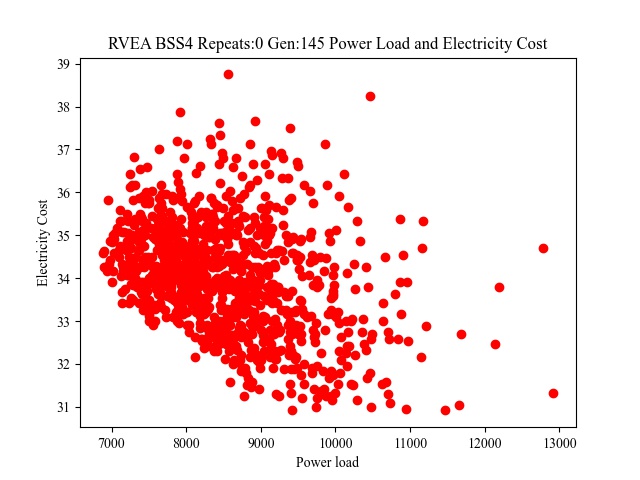 RVEA BSS4 Repeats:0 Gen:145 Power Load and Electricity Cost
39
38
37
36
35
34
33
32
31
Electricity Cost
7000 8000 9000 10000 11000 12000 13000
Power load